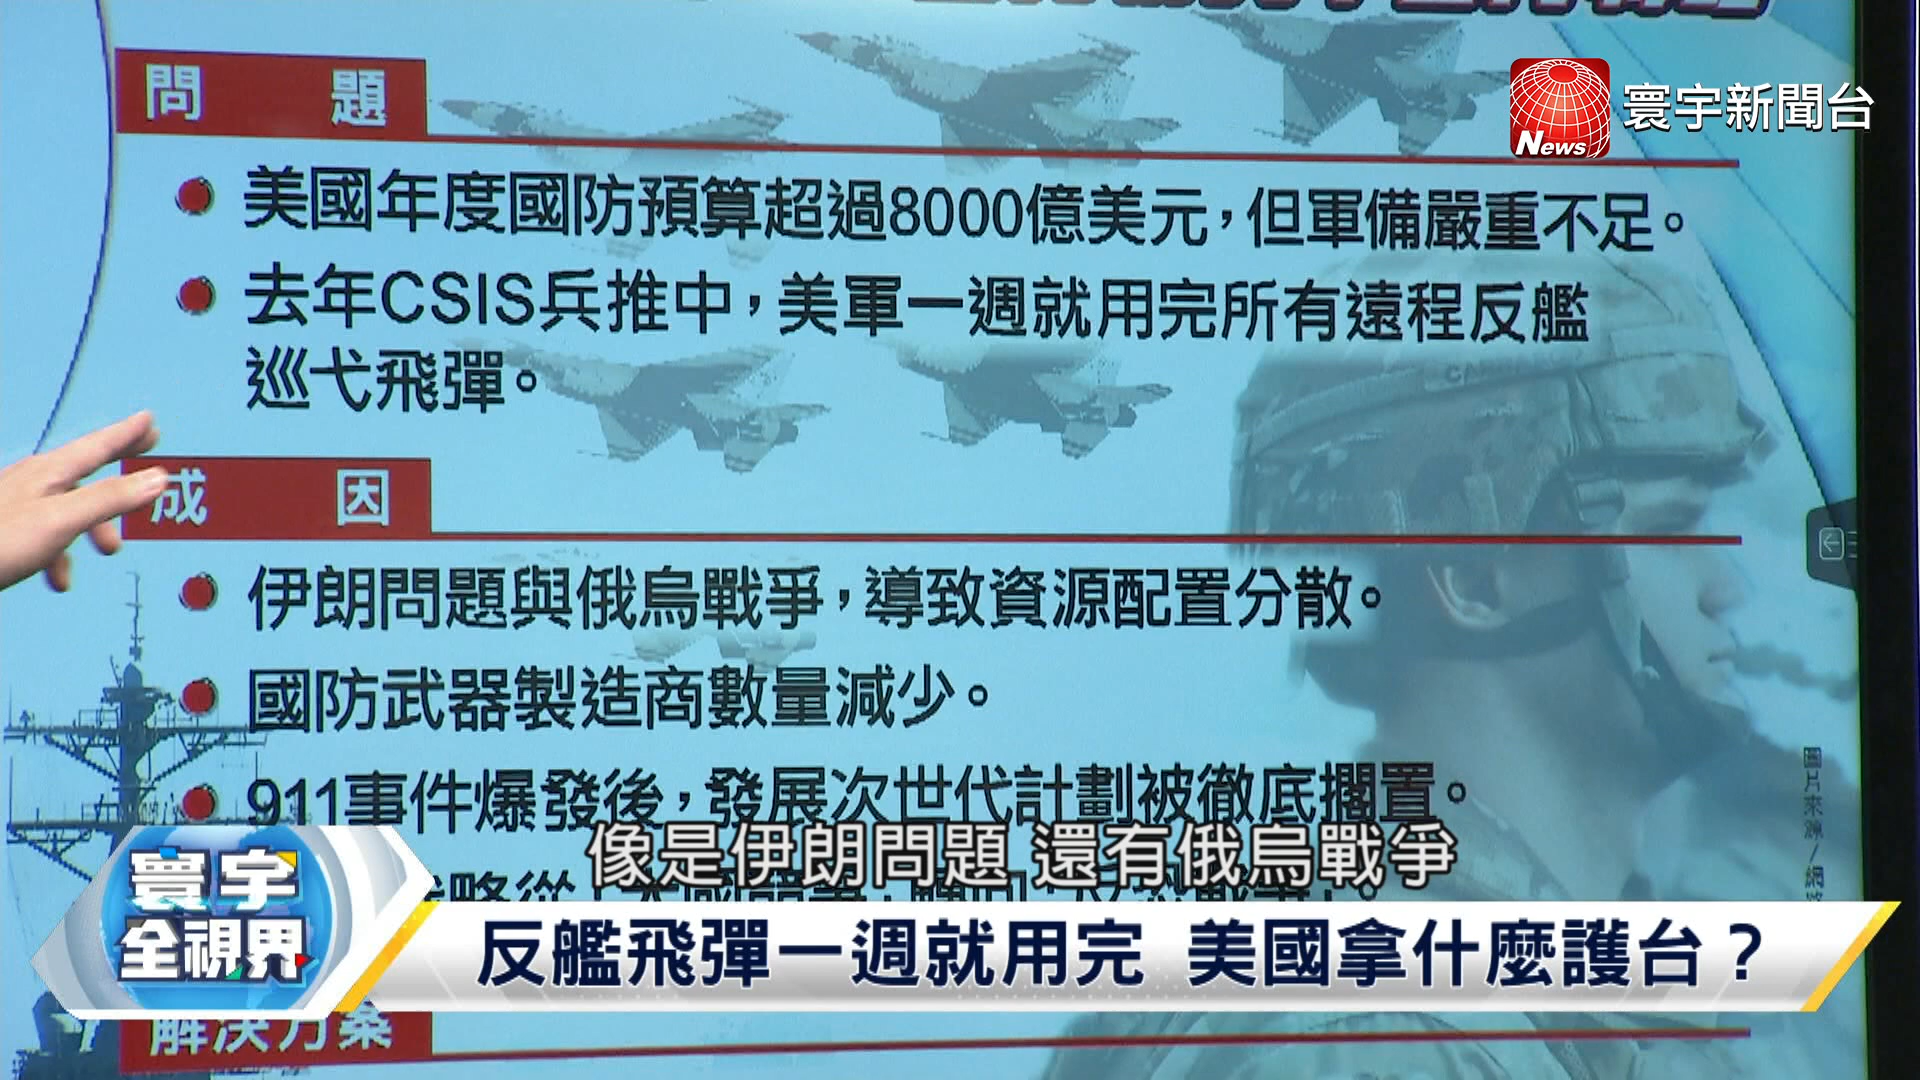 News
寰宇新聞台
問題
美國年度國防預算超過8000億美元，但軍備嚴重不足。
去年CSIS兵推中，美軍一週就用完所有遠程反艦
巡弋飛彈。
成因
伊朗問題與俄烏戰爭，導致資源配置分散。
國防武器製造商數量減少。
911事件爆發後，發展次世代計劃被徹底擱置。
圖片來源／網
像是伊朗問題 還有俄烏戰爭
寰宇
全視界
反艦飛彈一週就用完 美國拿什麼護台？
解決方案